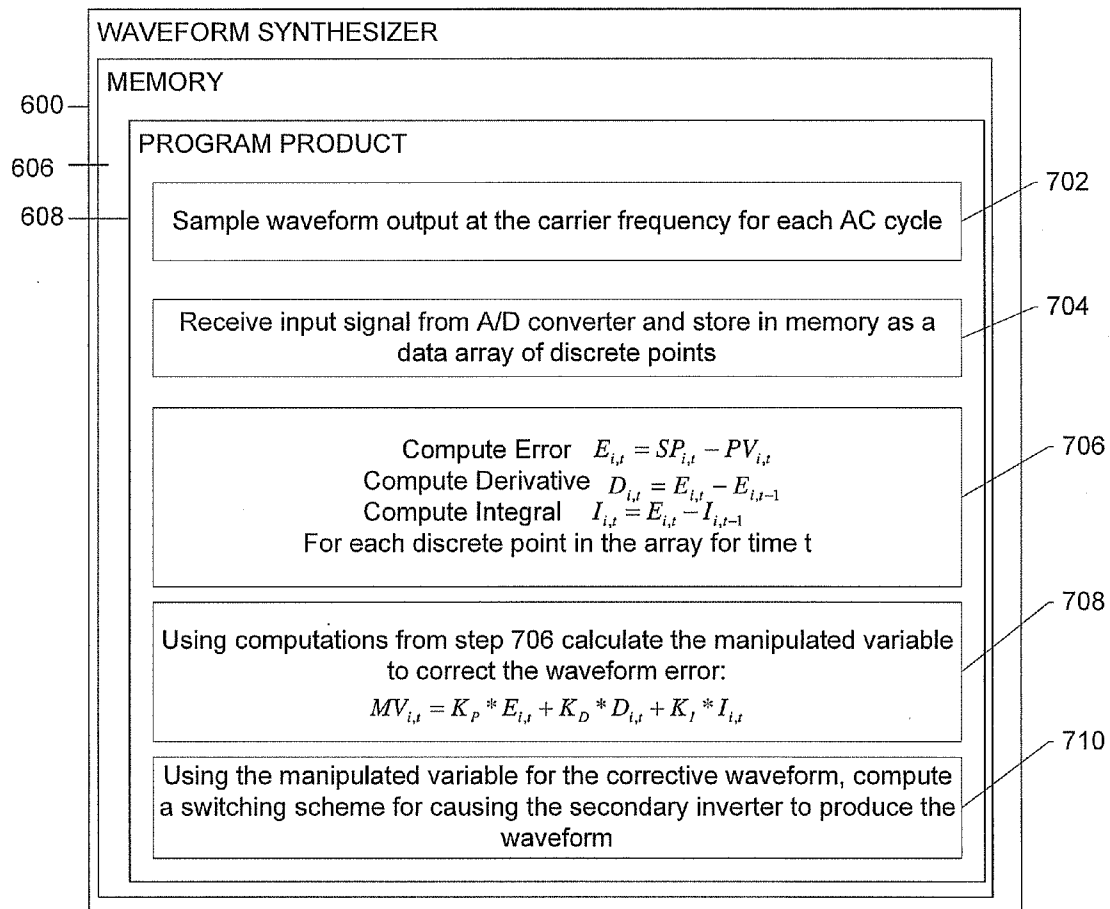 WAVEFORM SYNTHESIZER
MEMORY
600
PROGRAM PRODUCT
606
702
608
Sample waveform output at the carrier frequency for each AC cycle
704
Receive input signal from A/D converter and store in memory as a
data array of discrete points
706
Compute Error E_{i,t} = SP_{i,t} - PV_{i,t}
Compute Derivative D_{i,t} = E_{i,t} - E_{i,t-1}
Compute Integral I_{i,t} = E_{i,t} - I_{i,t-1}
For each discrete point in the array for time t
708
Using computations from step 706 calculate the manipulated variable
to correct the waveform error:
MV_{i,t} = K_P * E_{i,t} + K_D * D_{i,t} + K_I * I_{i,t}
710
Using the manipulated variable for the corrective waveform, compute
a switching scheme for causing the secondary inverter to produce the
waveform